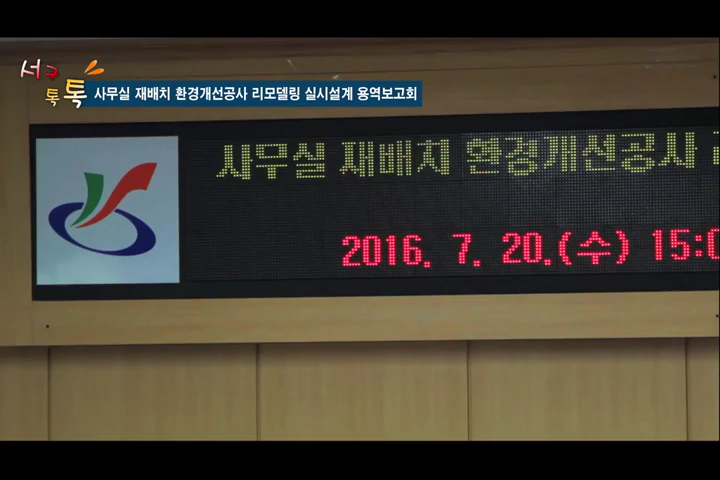 서구
톡톡 사무실 재배치 환경개선공사 리모델링 실시설계 용역보고회
사무실 재배치 환경개선공사
2016. 7. 20.(수) 15:0